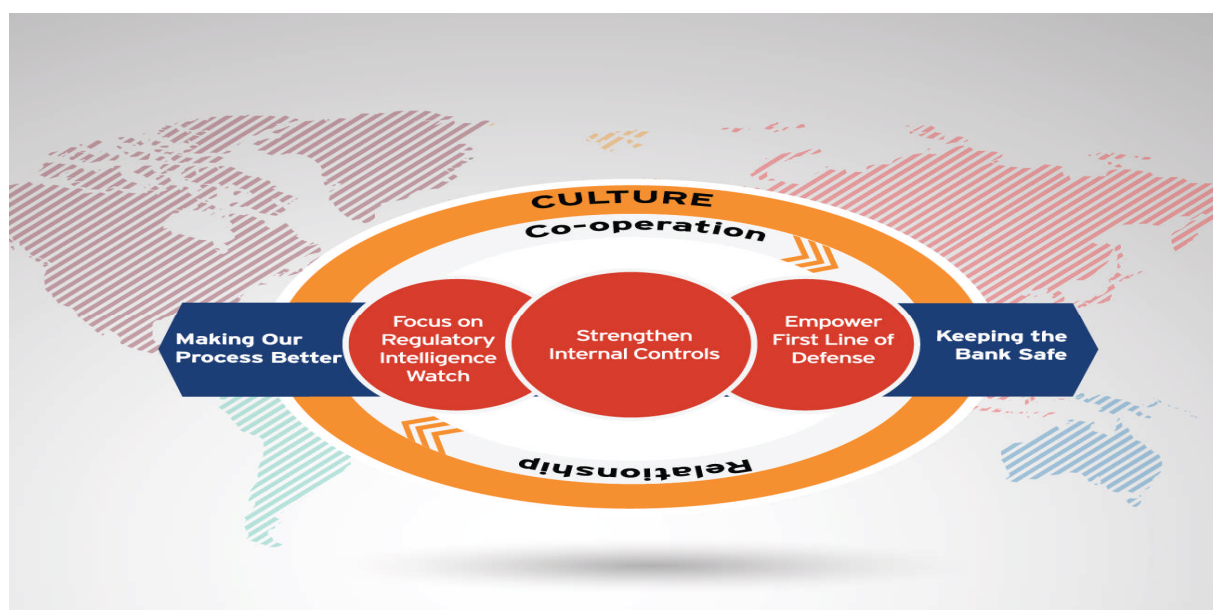 CULTURE
Co-operation
Making Our
Process Better
Focus on
Regulatory
Intelligence
Watch
Strengthen
Internal Controls
Empower
First Line of
Defense
Keeping the
Bank Safe
Relationship